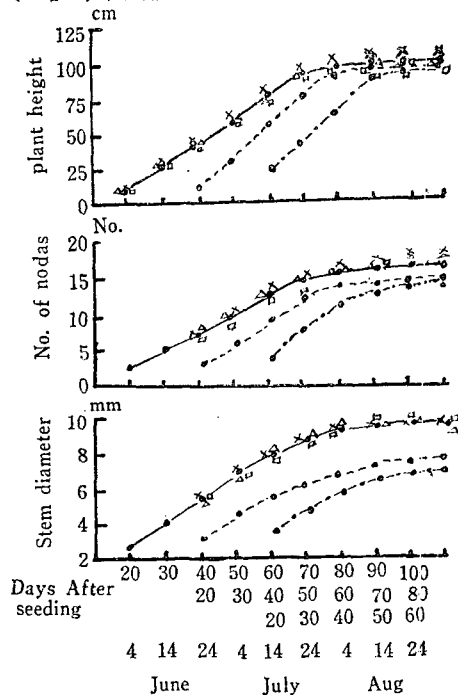 cm
125
100
75
50
25
0
plant height
No.
20
15
10
5
0
No. of nodas
mm
10
8
6
4
2
Stem diameter
20 30 40 50 60 70 80 90 100
Days After 20 30 40 50 60 70 80
seeding 20 30 40 50 60
4 14 24 4 14 24 4 14 24
June July Aug